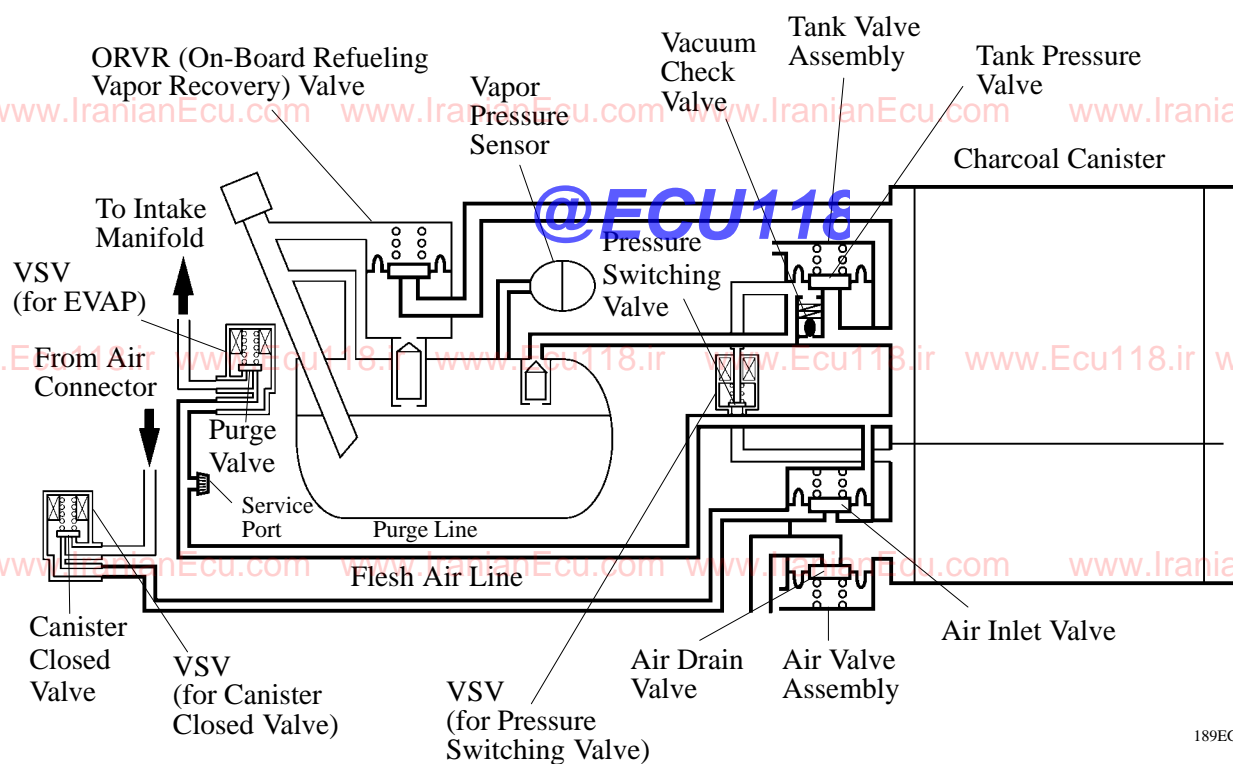 ORVR (On-Board Refueling
Vapor Recovery) Valve
Vapor
Pressure
Sensor
Vacuum
Check
Valve
Tank Valve
Assembly
Tank Pressure
Valve
www.IranianEcu.com www.IranianEcu.com www.IranianEcu.com www.Irania
Charcoal Canister
@ECU118
To Intake
Manifold
Pressure
Switching
Valve
VSV
(for EVAP)
www.Ecu118.ir www.Ecu118.ir www.Ecu118.ir www.Ecu118.ir w
From Air
Connector
Purge
Valve
Service
Port
Purge Line
www.IranianEcu.com www.IranianEcu.com www.IranianEcu.com www.Irania
Flesh Air Line
Canister
Closed
Valve
VSV
(for Canister
Closed Valve)
VSV
(for Pressure
Switching Valve)
Air Drain
Valve
Air Valve
Assembly
Air Inlet Valve
189EC